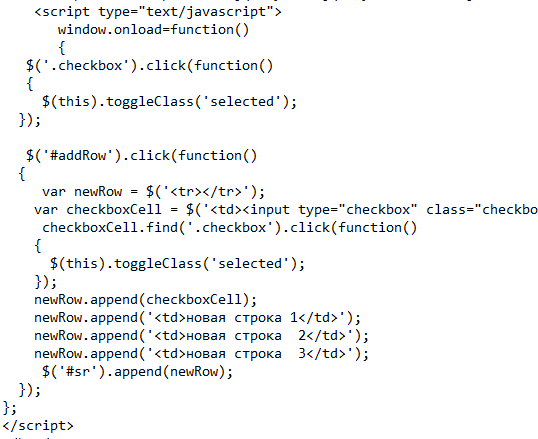 <script type="text/javascript">
window.onload=function()
{
$('.checkbox').click(function()
{
$(this).toggleClass('selected');
});
$('#addRow').click(function()
{
var newRow = $('<tr></tr>');
var checkboxCell = $('<td><input type="checkbox" class="checkbo
checkboxCell.find('.checkbox').click(function()
{
$(this).toggleClass('selected');
});
newRow.append(checkboxCell);
newRow.append('<td>новая строка 1</td>');
newRow.append('<td>новая строка  2</td>');
newRow.append('<td>новая строка  3</td>');
$('#sr').append(newRow);
});
};
</script>